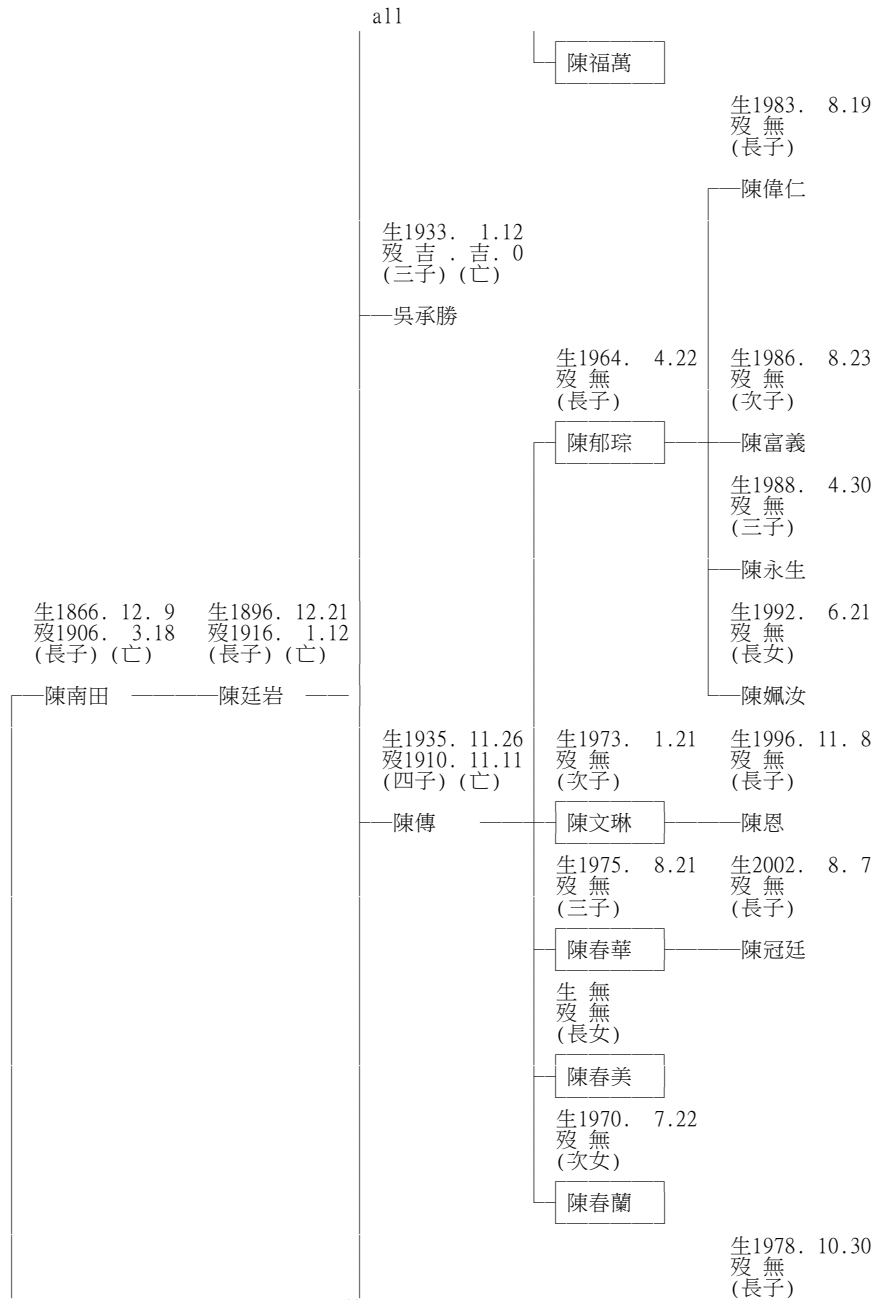 all
陳福萬
生1983. 8.19
歿 無
(長子)
陳偉仁
生1933. 1.12
歿 吉 . 吉. 0
(三子) (亡)
吳承勝
生1964. 4.22 生1986. 8.23
歿 無 歿 無
(長子) (次子)
陳郁琮 陳富義
生1988. 4.30
歿 無
(三子)
陳永生
生1866. 12. 9 生1896. 12.21 生1992. 6.21
歿1906. 3.18 歿1916. 1.12 歿 無
(長子) (亡) (長子) (亡) (長女)
陳南田 陳廷岩 陳姵汝
生1935. 11.26 生1973. 1.21 生1996. 11. 8
歿1910. 11.11 歿 無 歿 無
(四子) (亡) (次子) (長子)
陳傳 陳文琳 陳恩
生1975. 8.21 生2002. 8. 7
歿 無 歿 無
(三子) (長子)
陳春華 陳冠廷
生 無
歿 無
(長女)
陳春美
生1970. 7.22
歿 無
(次女)
陳春蘭
生1978. 10.30
歿 無
(長子)